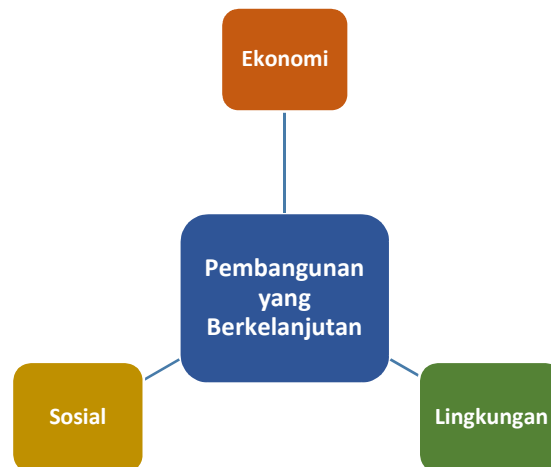 Ekonomi
Pembangunan
yang
Berkelanjutan
Sosial
Lingkungan